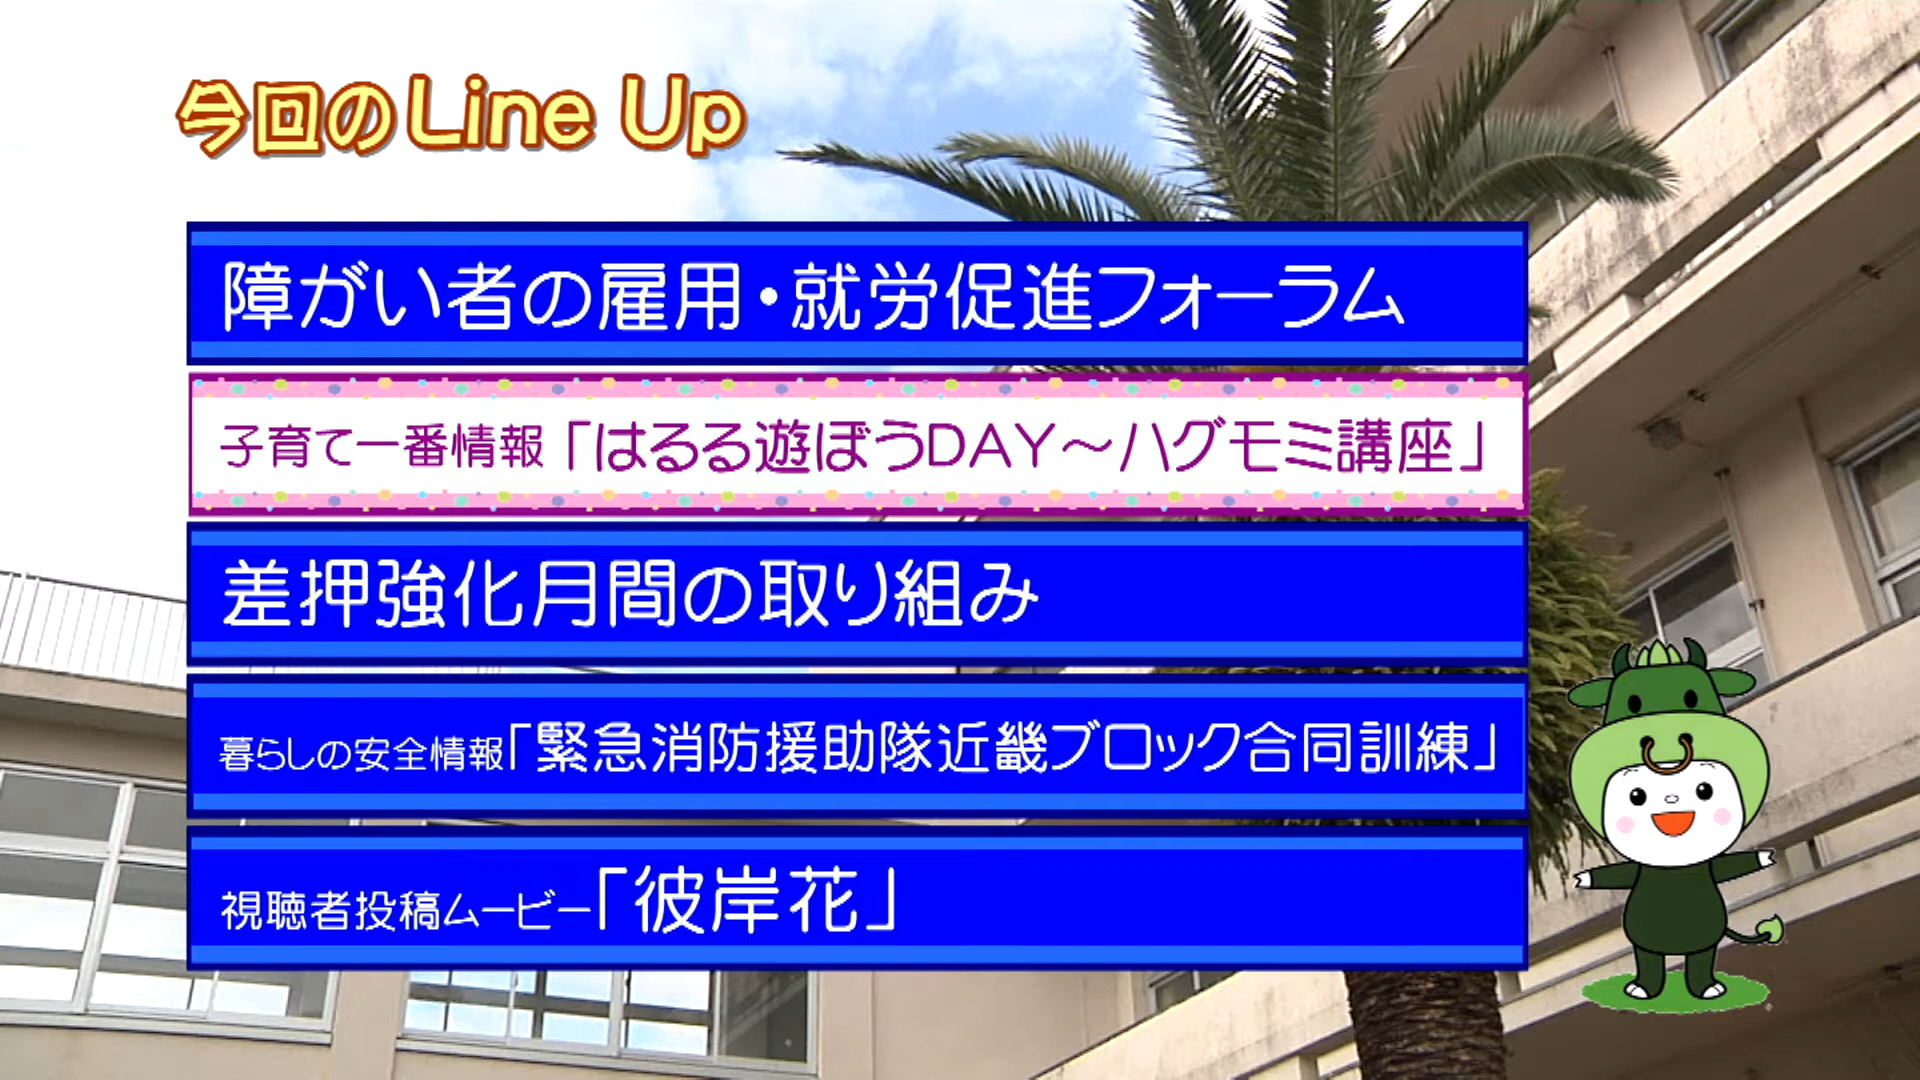 今回のLine Up
障がい者の雇用・就労促進フォーラム
子育て一番情報「はるる遊ぼうDAY～ハグモミ講座」
差押強化月間の取り組み
暮らしの安全情報「緊急消防援助隊近畿ブロック合同訓練」
視聴者投稿ムービー「彼岸花」